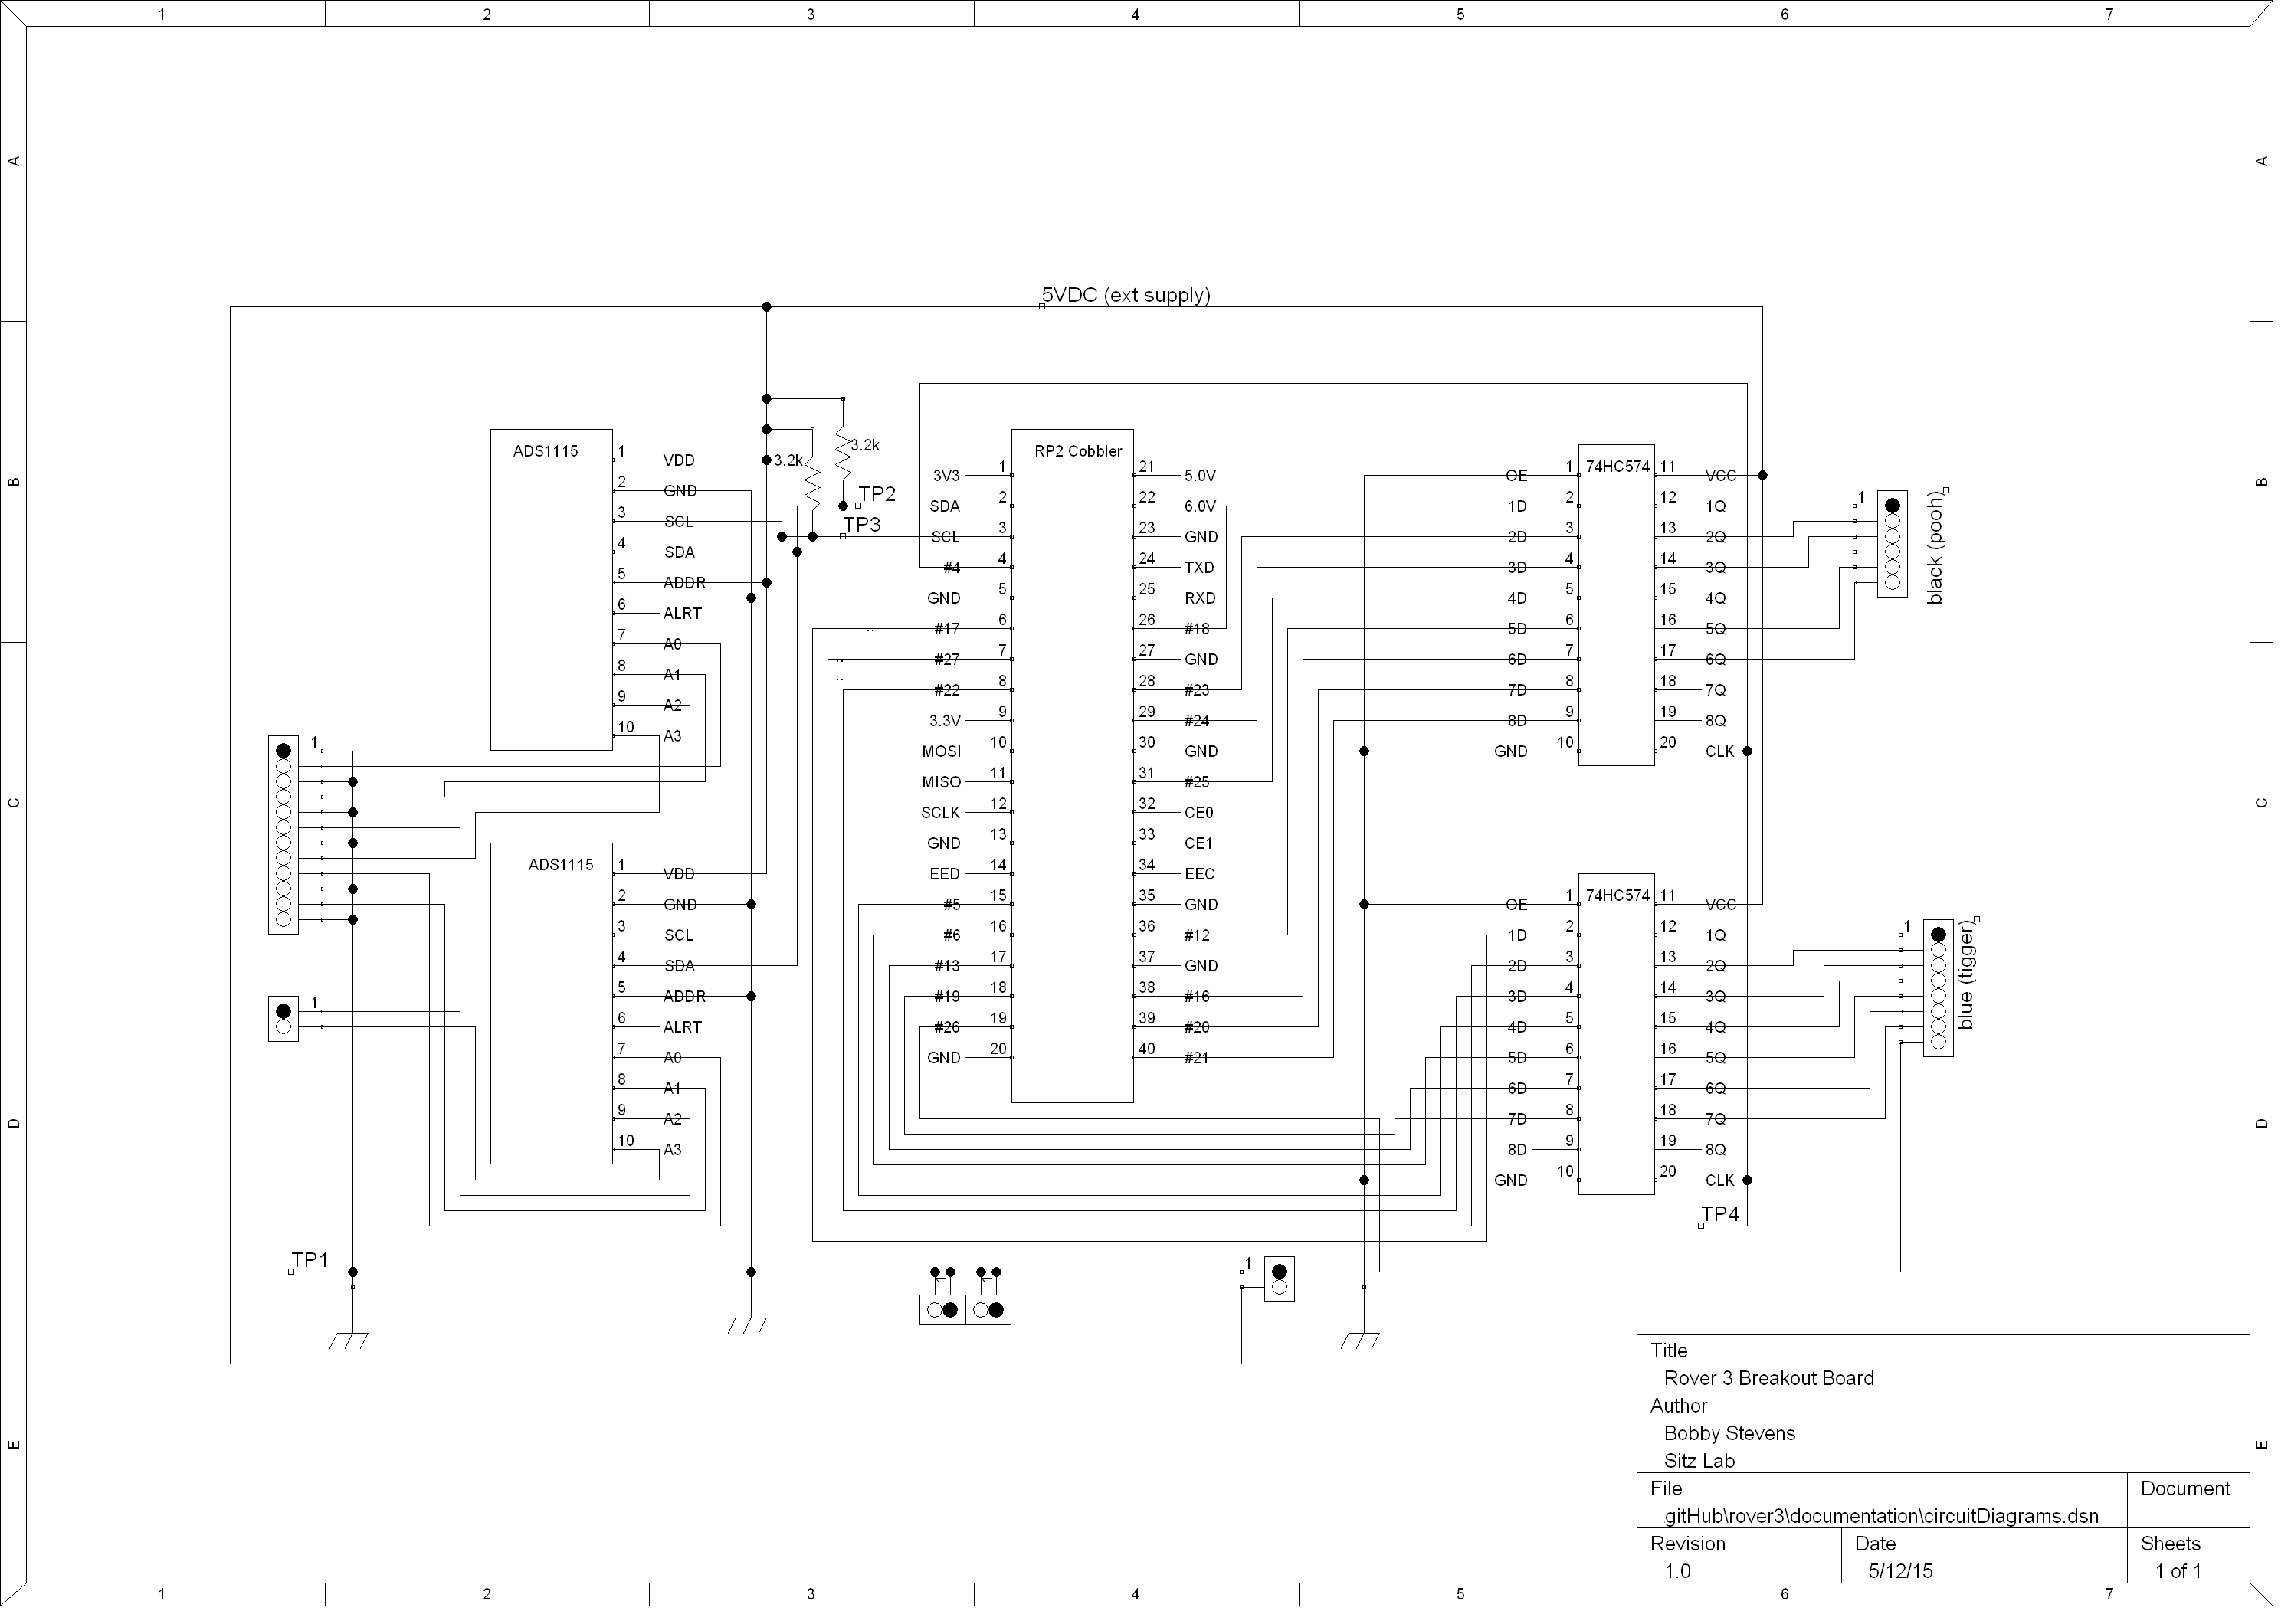 1 2 3 4 5 6 7
A A
B B
C C
D D
E E
5VDC (ext supply)
ADS1115
1 VDD
2 GND
3 SCL
4 SDA
5 ADDR
6 ALRT
7 A0
8 A1
9 A2
10 A3
3.2k
3.2k
TP2
TP3
RP2 Cobbler
3V3 1
SDA 2
SCL 3
#4 4
GND 5
#17 6
#27 7
#22 8
3.3V 9
MOSI 10
MISO 11
SCLK 12
GND 13
EED 14
#5 15
#6 16
#13 17
#19 18
#26 19
GND 20
21 5.0V
22 6.0V
23 GND
24 TXD
25 RXD
26 #18
27 GND
28 #23
29 #24
30 GND
31 #25
32 CE0
33 CE1
34 EEC
35 GND
36 #12
37 GND
38 #16
39 #20
40 #21
74HC574
OE 1
1D 2
2D 3
3D 4
4D 5
5D 6
6D 7
7D 8
8D 9
GND 10
11 VCC
12 1Q
13 2Q
14 3Q
15 4Q
16 5Q
17 6Q
18 7Q
19 8Q
20 CLK
1
black (pooh)
1
1
ADS1115
1 VDD
2 GND
3 SCL
4 SDA
5 ADDR
6 ALRT
7 A0
8 A1
9 A2
10 A3
74HC574
OE 1
1D 2
2D 3
3D 4
4D 5
5D 6
6D 7
7D 8
8D 9
GND 10
11 VCC
12 1Q
13 2Q
14 3Q
15 4Q
16 5Q
17 6Q
18 7Q
19 8Q
20 CLK
1
blue (tigger)
TP4
TP1
1
1
1
Title
Rover 3 Breakout Board
Author
Bobby Stevens
Sitz Lab
File
gitHub\rover3\documentation\circuitDiagrams.dsn
Document
Revision
1.0
Date
5/12/15
Sheets
1 of 1
1 2 3 4 5 6 7